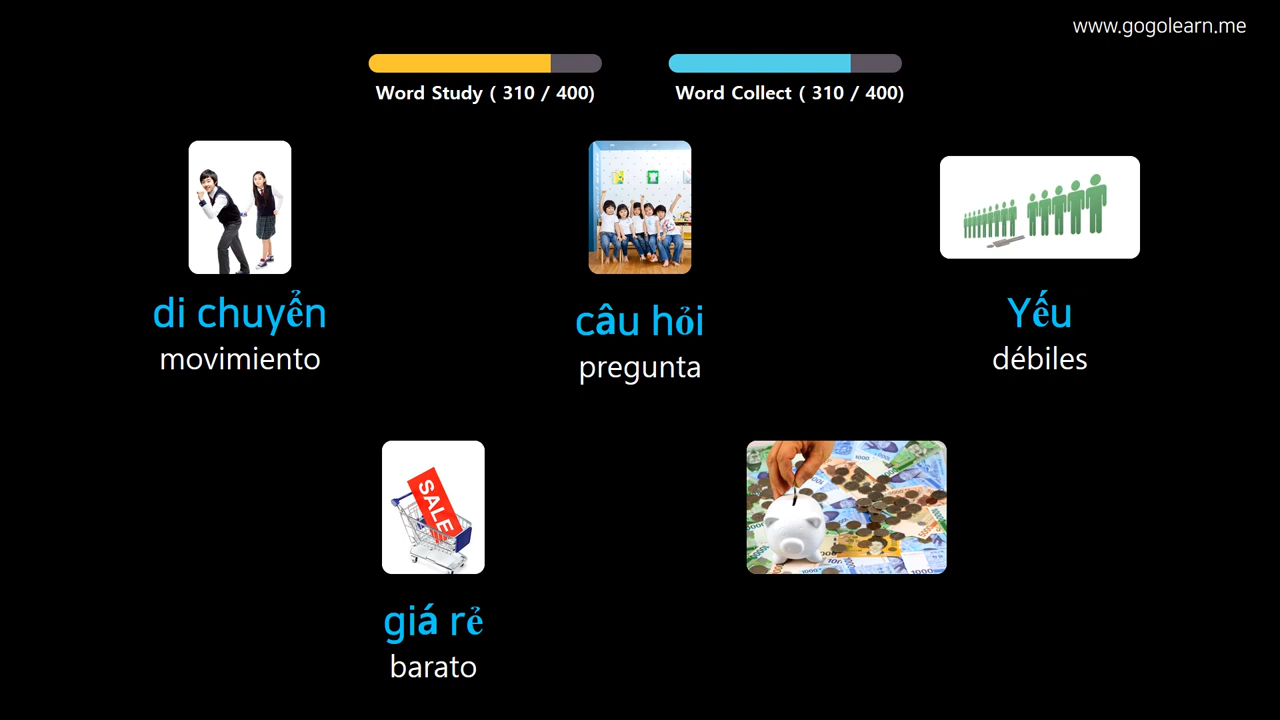 www.gogolearn.me
Word Study ( 310 / 400)
Word Collect ( 310 / 400)
di chuyển
movimiento
câu hỏi
pregunta
Yếu
débiles
SALE
giá rẻ
barato